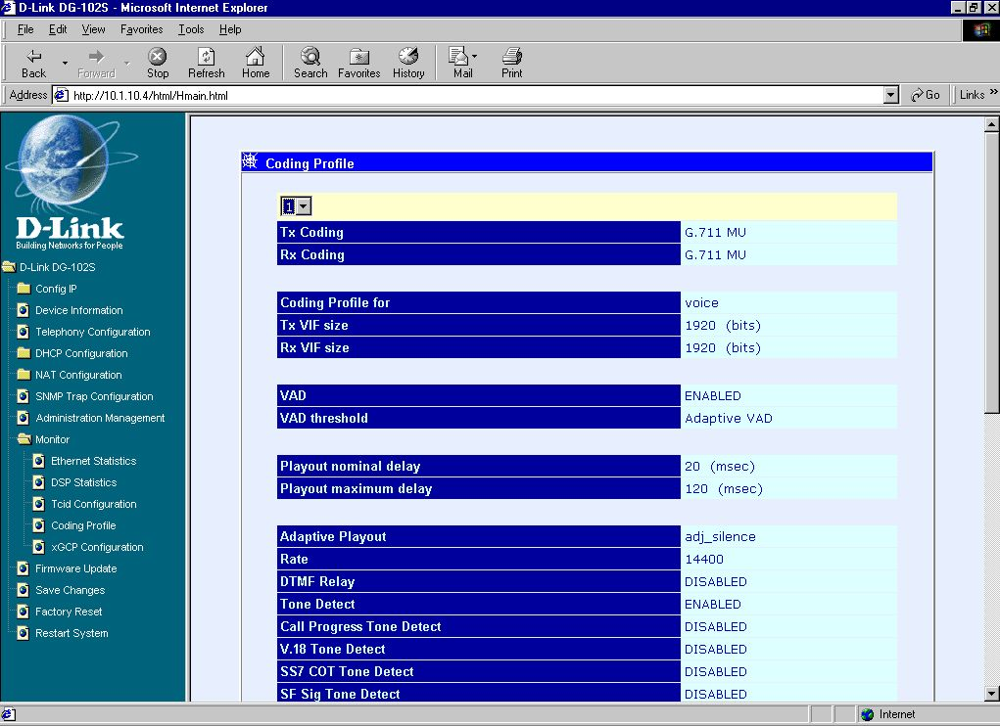 D-Link DG-102S - Microsoft Internet Explorer
File Edit View Favorites Tools Help
Back Forward Stop Refresh Home Search Favorites History Mail Print
Address http://10.1.10.4/html/Hmain.html Go Links »
D-Link
Building Networks for People
D-Link DG-102S
Config IP
Device Information
Telephony Configuration
DHCP Configuration
NAT Configuration
SNMP Trap Configuration
Administration Management
Monitor
Ethernet Statistics
DSP Statistics
Tcid Configuration
Coding Profile
xGCP Configuration
Firmware Update
Save Changes
Factory Reset
Restart System
Coding Profile
1
Tx Coding G.711 MU
Rx Coding G.711 MU
Coding Profile for voice
Tx VIF size 1920 (bits)
Rx VIF size 1920 (bits)
VAD ENABLED
VAD threshold Adaptive VAD
Playout nominal delay 20 (msec)
Playout maximum delay 120 (msec)
Adaptive Playout adj_silence
Rate 14400
DTMF Relay DISABLED
Tone Detect ENABLED
Call Progress Tone Detect DISABLED
V.18 Tone Detect DISABLED
SS7 COT Tone Detect DISABLED
SF Sig Tone Detect DISABLED
Internet